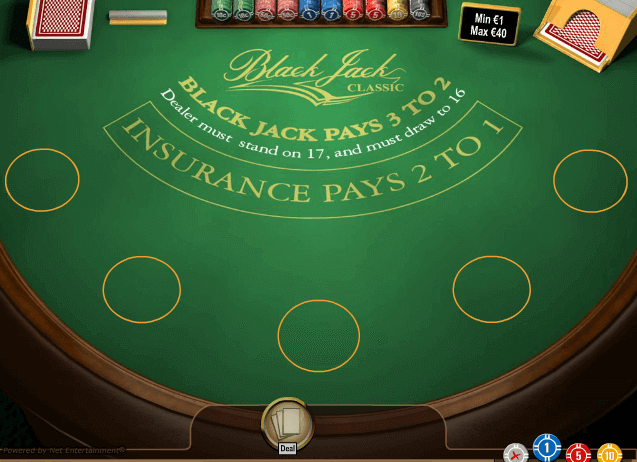 Min €1
Max €40
Black Jack
CLASSIC
BLACK JACK PAYS 3 TO 2
Dealer must stand on 17, and must draw to 16
INSURANCE PAYS 2 TO 1
Deal
Powered by Net Entertainment©
1
5
10